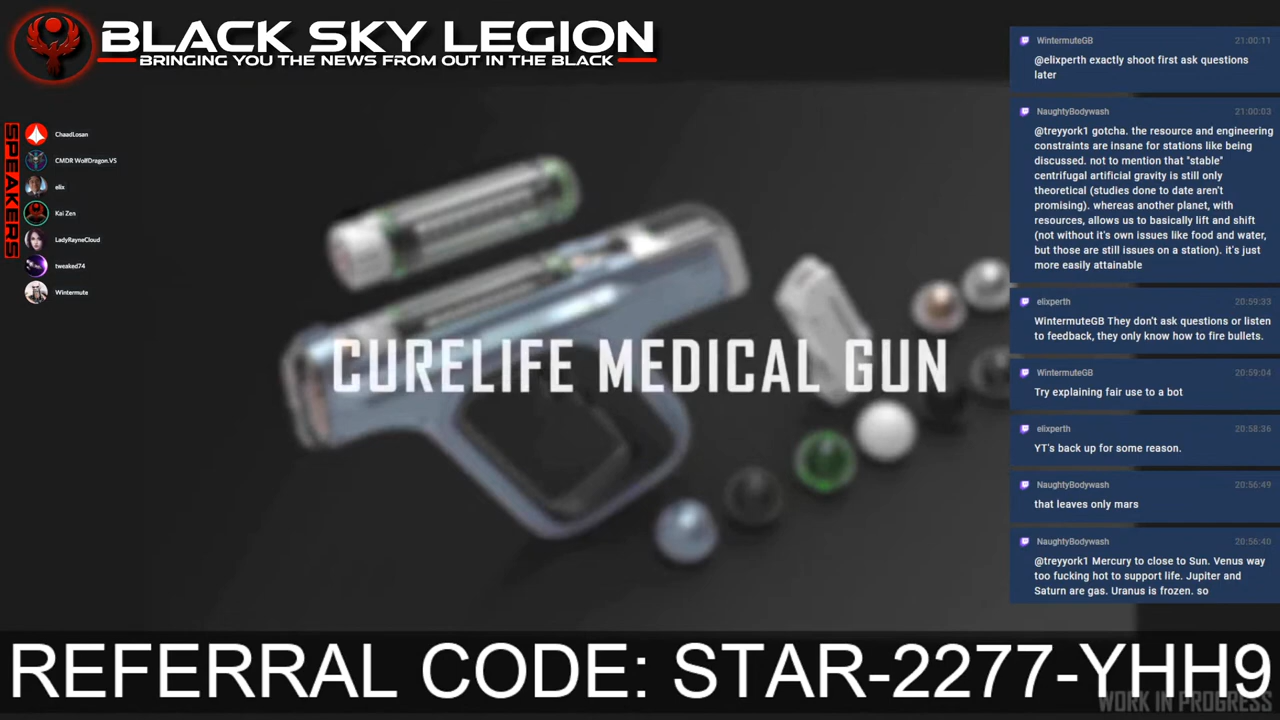 BLACK SKY LEGION
BRINGING YOU THE NEWS FROM OUT IN THE BLACK
SPEAKERS
ChaadLosan
CMDR WolfDragon.VS
elix
Kai Zen
LadyRayneCloud
tweaked74
Wintermute
CURELIFE MEDICAL GUN
WintermuteGB 21:00:11
@elixperth exactly shoot first ask questions
later
NaughtyBodywash 21:00:03
@treyyork1 gotcha. the resource and engineering
constraints are insane for stations like being
discussed. not to mention that "stable"
centrifugal artificial gravity is still only
theoretical (studies done to date aren't
promising). whereas another planet, with
resources, allows us to basically lift and shift
(not without it's own issues like food and water,
but those are still issues on a station). it's just
more easily attainable
elixperth 20:59:33
WintermuteGB They don't ask questions or listen
to feedback, they only know how to fire bullets.
WintermuteGB 20:59:04
Try explaining fair use to a bot
elixperth 20:58:36
YT's back up for some reason.
NaughtyBodywash 20:56:49
that leaves only mars
NaughtyBodywash 20:56:40
@treyyork1 Mercury to close to Sun. Venus way
too fucking hot to support life. Jupiter and
Saturn are gas. Uranus is frozen. so
REFERRAL CODE: STAR-2277-YHH9
WORK IN PROGRESS